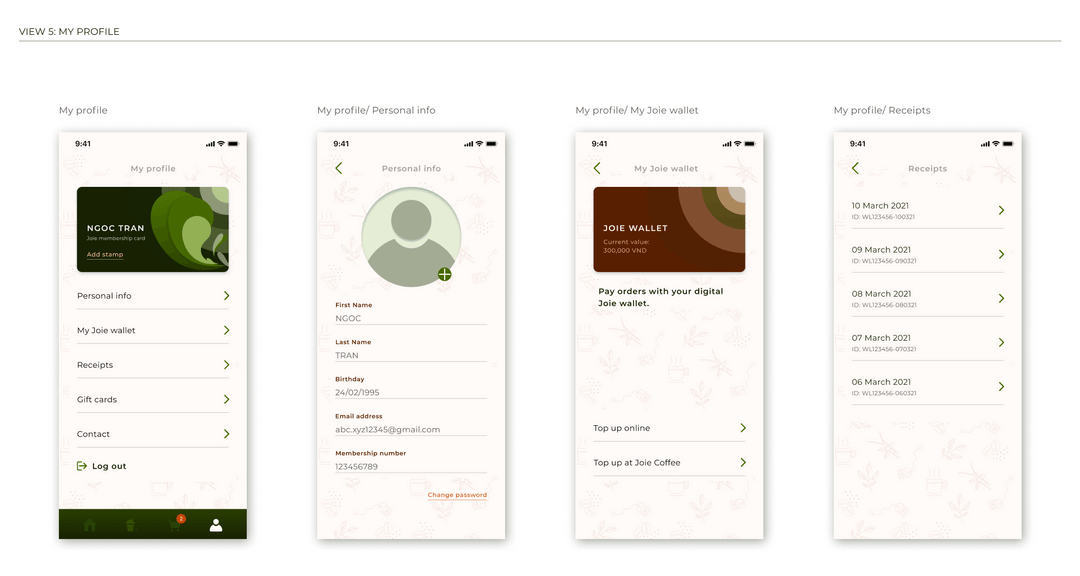 VIEW 5: MY PROFILE
My profile
9:41
My profile
NGOC TRAN
Joie membership card
Add stamp
Personal info
My Joie wallet
Receipts
Gift cards
Contact
Log out
2
My profile/ Personal info
9:41
Personal info
First Name
NGOC
Last Name
TRAN
Birthday
24/02/1995
Email address
abc.xyz12345@gmail.com
Membership number
123456789
Change password
My profile/ My Joie wallet
9:41
My Joie wallet
JOIE WALLET
Current value:
300,000 VND
Pay orders with your digital
Joie wallet.
Top up online
Top up at Joie Coffee
My profile/ Receipts
9:41
Receipts
10 March 2021
ID: WL123456-100321
09 March 2021
ID: WL123456-090321
08 March 2021
ID: WL123456-080321
07 March 2021
ID: WL123456-070321
06 March 2021
ID: WL123456-060321